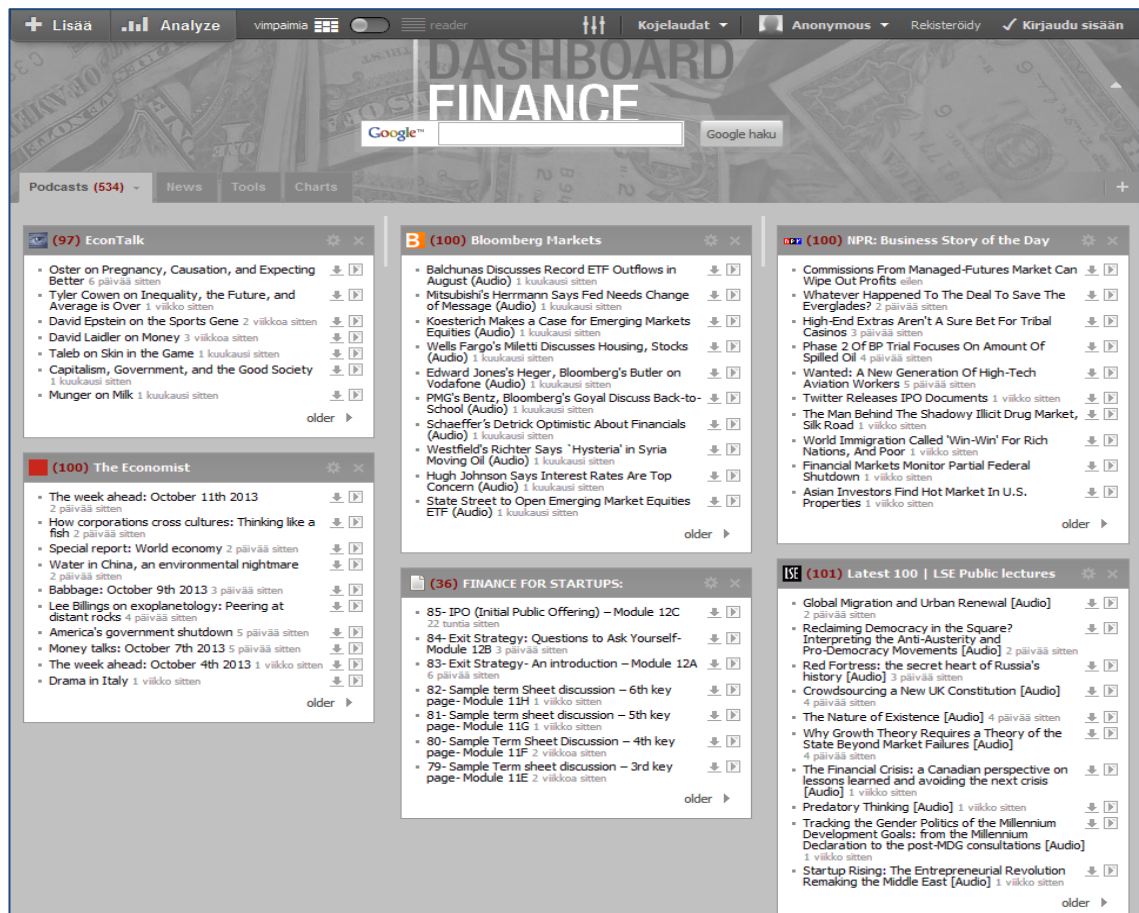 Lisää Analyze vimpaimia reader Kojelaudat Anonymous Rekisteröidy Kirjaudu sisään
DASHBOARD
FINANCE
Google™ Google haku
Podcasts (534) News Tools Charts
(97) EconTalk
Oster on Pregnancy, Causation, and Expecting
Better 6 päivää sitten
Tyler Cowen on Inequality, the Future, and
Average is Over 1 viikko sitten
David Epstein on the Sports Gene 2 viikkoa sitten
David Laidler on Money 3 viikkoa sitten
Taleb on Skin in the Game 1 kuukausi sitten
Capitalism, Government, and the Good Society
1 kuukausi sitten
Munger on Milk 1 kuukausi sitten
older
(100) The Economist
The week ahead: October 11th 2013
2 päivää sitten
How corporations cross cultures: Thinking like a
fish 2 päivää sitten
Special report: World economy 2 päivää sitten
Water in China, an environmental nightmare
2 päivää sitten
Babbage: October 9th 2013 3 päivää sitten
Lee Billings on exoplanetology: Peering at
distant rocks 4 päivää sitten
America's government shutdown 5 päivää sitten
Money talks: October 7th 2013 5 päivää sitten
The week ahead: October 4th 2013 1 viikko sitten
Drama in Italy 1 viikko sitten
older
B (100) Bloomberg Markets
Balchunas Discusses Record ETF Outflows in
August (Audio) 1 kuukausi sitten
Mitsubishi's Herrmann Says Fed Needs Change
of Message (Audio) 1 kuukausi sitten
Koesterich Makes a Case for Emerging Markets
Equities (Audio) 1 kuukausi sitten
Wells Fargo's Miletti Discusses Housing, Stocks
(Audio) 1 kuukausi sitten
Edward Jones's Heger, Bloomberg's Butler on
Vodafone (Audio) 1 kuukausi sitten
PMG's Bentz, Bloomberg's Goyal Discuss Back-to-
School (Audio) 1 kuukausi sitten
Schaeffer's Detrick Optimistic About Financials
(Audio) 1 kuukausi sitten
Westfield's Richter Says `Hysteria' in Syria
Moving Oil (Audio) 1 kuukausi sitten
Hugh Johnson Says Interest Rates Are Top
Concern (Audio) 1 kuukausi sitten
State Street to Open Emerging Market Equities
ETF (Audio) 1 kuukausi sitten
older
(36) FINANCE FOR STARTUPS:
85- IPO (Initial Public Offering) – Module 12C
22 tuntia sitten
84- Exit Strategy: Questions to Ask Yourself-
Module 12B 3 päivää sitten
83- Exit Strategy- An introduction – Module 12A
6 päivää sitten
82- Sample term Sheet discussion – 6th key
page- Module 11H 1 viikko sitten
81- Sample term sheet discussion – 5th key
page- Module 11G 1 viikko sitten
80- Sample Term Sheet Discussion – 4th key
page- Module 11F 2 viikkoa sitten
79- Sample Term sheet discussion – 3rd key
page- Module 11E 2 viikkoa sitten
older
npr (100) NPR: Business Story of the Day
Commissions From Managed-Futures Market Can
Wipe Out Profits eilen
Whatever Happened To The Deal To Save The
Everglades? 2 päivää sitten
High-End Extras Aren't A Sure Bet For Tribal
Casinos 3 päivää sitten
Phase 2 Of BP Trial Focuses On Amount Of
Spilled Oil 4 päivää sitten
Wanted: A New Generation Of High-Tech
Aviation Workers 5 päivää sitten
Twitter Releases IPO Documents 1 viikko sitten
The Man Behind The Shadowy Illicit Drug Market,
Silk Road 1 viikko sitten
World Immigration Called 'Win-Win' For Rich
Nations, And Poor 1 viikko sitten
Financial Markets Monitor Partial Federal
Shutdown 1 viikko sitten
Asian Investors Find Hot Market In U.S.
Properties 1 viikko sitten
older
LSE (101) Latest 100 | LSE Public lectures
Global Migration and Urban Renewal [Audio]
2 päivää sitten
Reclaiming Democracy in the Square?
Interpreting the Anti-Austerity and
Pro-Democracy Movements [Audio] 2 päivää sitten
Red Fortress: the secret heart of Russia's
history [Audio] 3 päivää sitten
Crowdsourcing a New UK Constitution [Audio]
4 päivää sitten
The Nature of Existence [Audio] 4 päivää sitten
Why Growth Theory Requires a Theory of the
State Beyond Market Failures [Audio]
4 päivää sitten
The Financial Crisis: a Canadian perspective on
lessons learned and avoiding the next crisis
[Audio] 1 viikko sitten
Predatory Thinking [Audio] 1 viikko sitten
Tracking the Gender Politics of the Millennium
Development Goals: from the Millennium
Declaration to the post-MDG consultations [Audio]
1 viikko sitten
Startup Rising: The Entrepreneurial Revolution
Remaking the Middle East [Audio] 1 viikko sitten
older